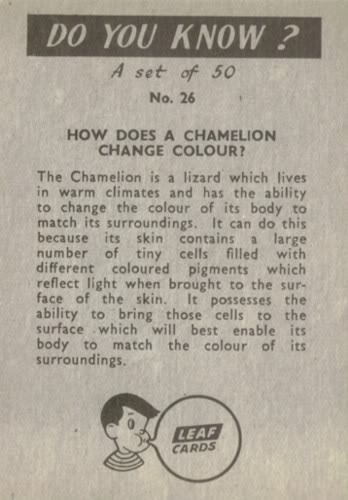 DO YOU KNOW ?
A set of 50
No. 26
HOW DOES A CHAMELION
CHANGE COLOUR?
The Chamelion is a lizard which lives
in warm climates and has the ability
to change the colour of its body to
match its surroundings. It can do this
because its skin contains a large
number of tiny cells filled with
different coloured pigments which
reflect light when brought to the sur-
face of the skin. It possesses the
ability to bring those cells to the
surface which will best enable its
body to match the colour of its
surroundings.
LEAF
CARDS